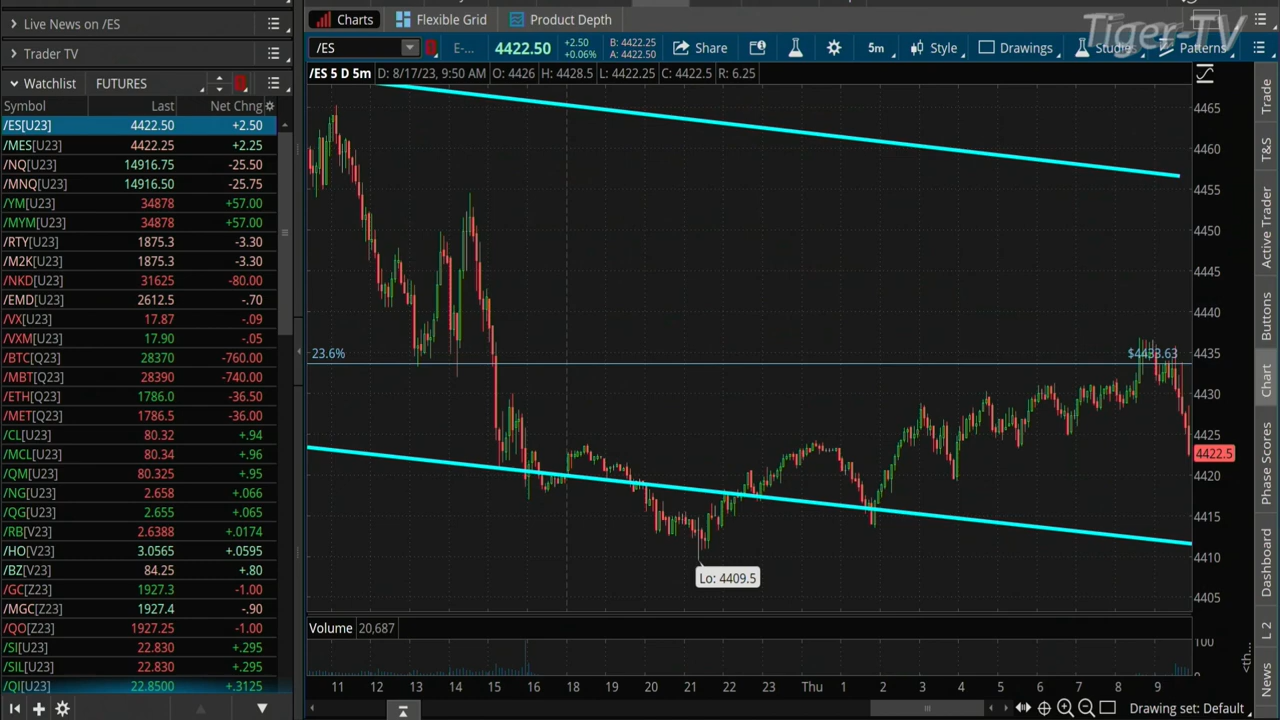 Live News on /ES
Trader TV
Watchlist FUTURES
Symbol Last Net Chng
/ES[U23] 4422.50 +2.50
/MES[U23] 4422.25 +2.25
/NQ[U23] 14916.75 -25.50
/MNQ[U23] 14916.50 -25.75
/YM[U23] 34878 +57.00
/MYM[U23] 34878 +57.00
/RTY[U23] 1875.3 -3.30
/M2K[U23] 1875.3 -3.30
/NKD[U23] 31625 -80.00
/EMD[U23] 2612.5 -.70
/VX[U23] 17.87 -.09
/VXM[U23] 17.90 -.05
/BTC[Q23] 28370 -760.00
/MBT[Q23] 28390 -740.00
/ETH[Q23] 1786.0 -36.50
/MET[Q23] 1786.5 -36.00
/CL[U23] 80.32 +.94
/MCL[U23] 80.34 +.96
/QM[U23] 80.325 +.95
/NG[U23] 2.658 +.066
/QG[U23] 2.655 +.065
/RB[V23] 2.6388 +.0174
/HO[V23] 3.0565 +.0595
/BZ[V23] 84.25 +.80
/GC[Z23] 1927.3 -1.00
/MGC[Z23] 1927.4 -.90
/QO[Z23] 1927.25 -1.00
/SI[U23] 22.830 +.295
/SIL[U23] 22.830 +.295
/QI[U23] 22.8500 +.3125
Charts Flexible Grid Product Depth
Tiger-TV
/ES E-... 4422.50 +2.50 +0.06% B: 4422.25 A: 4422.50 Share 5m Style Drawings Studies Patterns
/ES 5 D 5m D: 8/17/23, 9:50 AM O: 4426 H: 4428.5 L: 4422.25 C: 4422.5 R: 6.25
4465
4460
4455
4450
4445
4440
4435
4430
4425
4422.5
4420
4415
4410
4405
23.6% $4433.63
Lo: 4409.5
Volume 20,687
100
<th...
11 12 13 14 15 16 18 19 20 21 22 23 Thu 1 2 3 4 5 6 7 8 9
Drawing set: Default
Trade
T&S
Active Trader
Buttons
Chart
Phase Scores
Dashboard
L 2
News